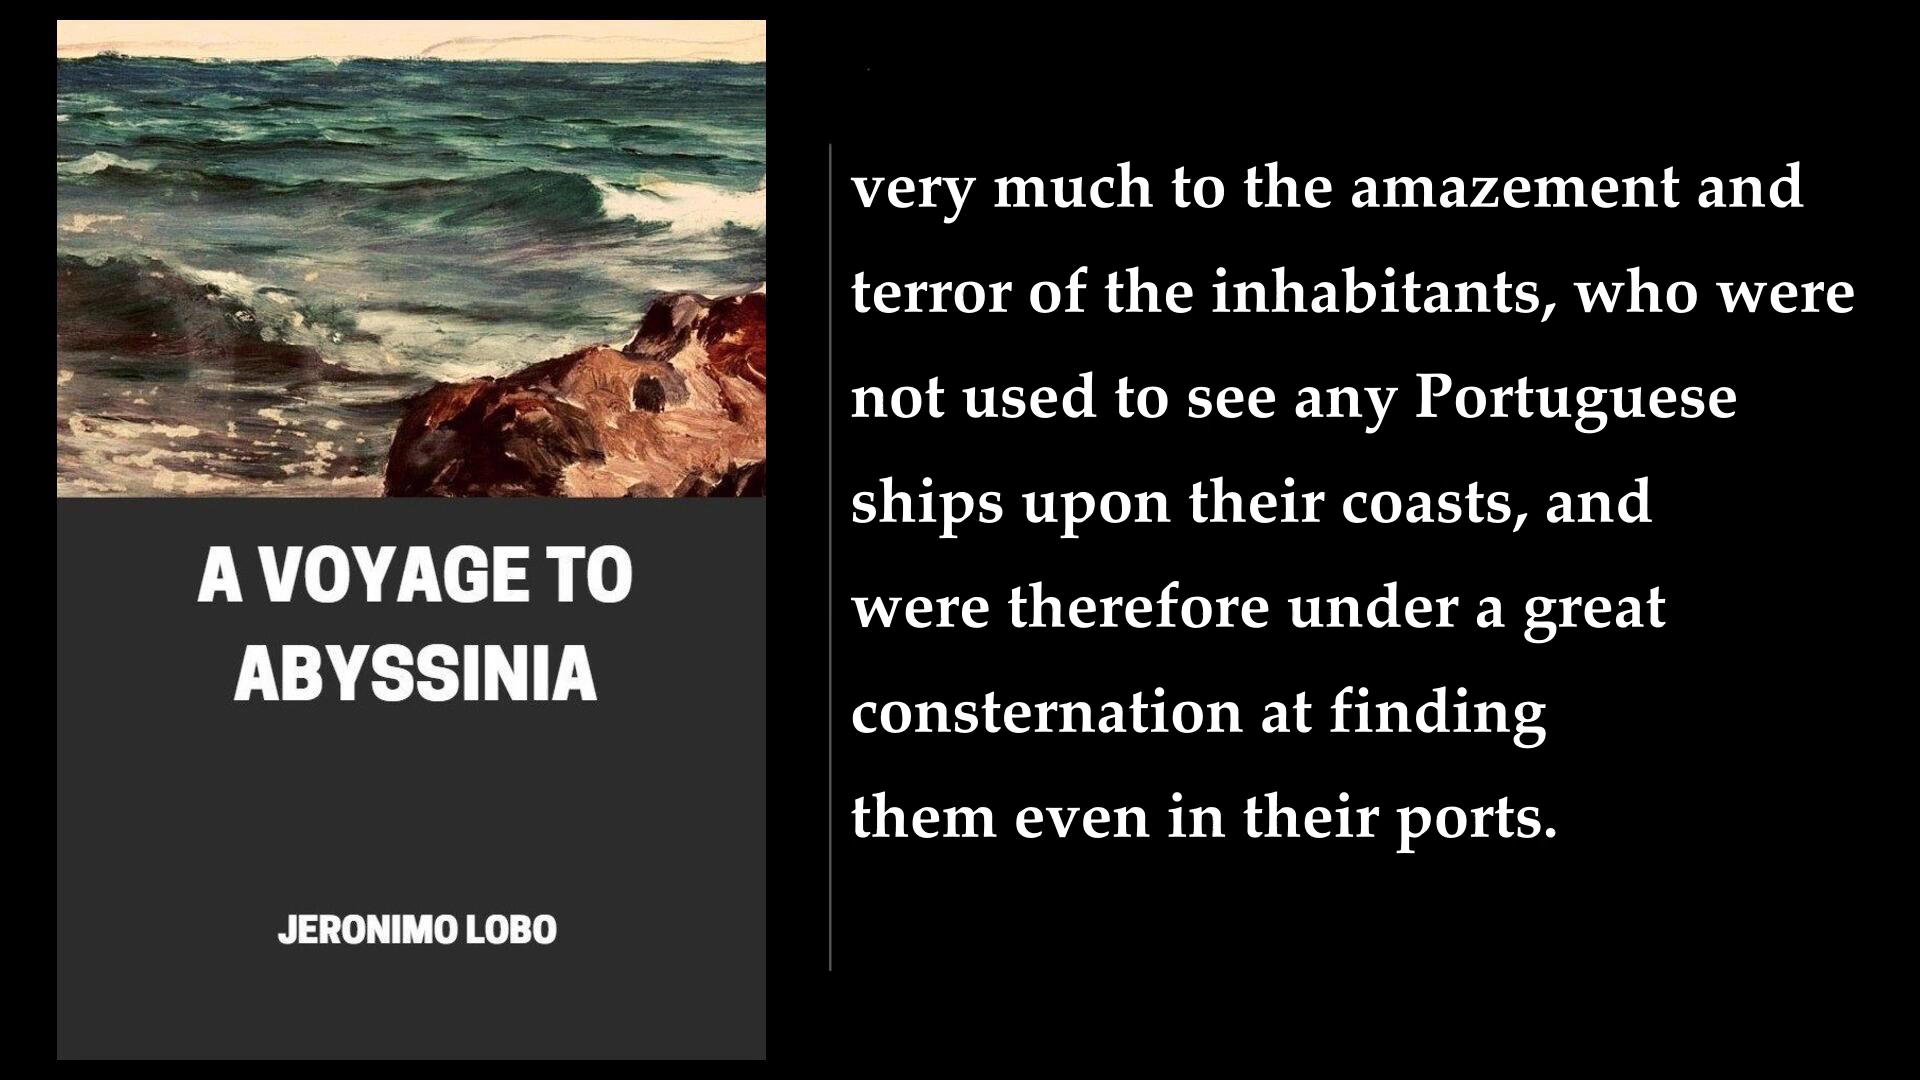 A VOYAGE TO
ABYSSINIA
JERONIMO LOBO
very much to the amazement and
terror of the inhabitants, who were
not used to see any Portuguese
ships upon their coasts, and
were therefore under a great
consternation at finding
them even in their ports.